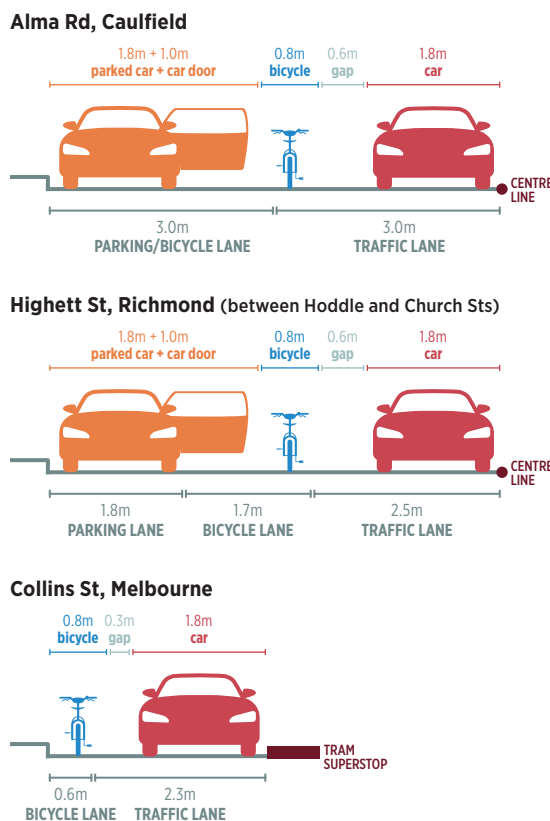 Alma Rd, Caulfield
1.8m + 1.0m 0.8m 0.6m 1.8m
parked car + car door bicycle gap car
CENTRE
LINE
3.0m 3.0m
PARKING/BICYCLE LANE TRAFFIC LANE
Highett St, Richmond (between Hoddle and Church Sts)
1.8m + 1.0m 0.8m 0.6m 1.8m
parked car + car door bicycle gap car
CENTRE
LINE
1.8m 1.7m 2.5m
PARKING LANE BICYCLE LANE TRAFFIC LANE
Collins St, Melbourne
0.8m 0.3m 1.8m
bicycle gap car
TRAM
SUPERSTOP
0.6m 2.3m
BICYCLE LANE TRAFFIC LANE